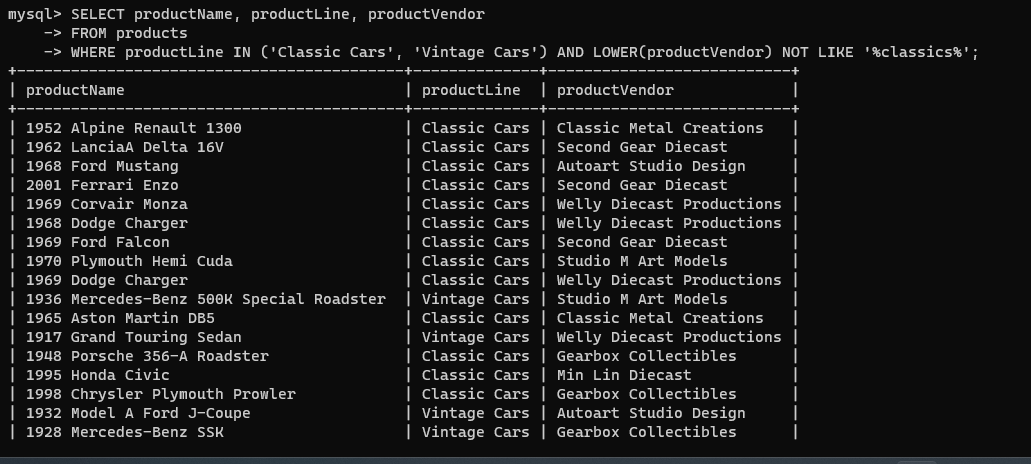 mysql> SELECT productName, productLine, productVendor
    -> FROM products
    -> WHERE productLine IN ('Classic Cars', 'Vintage Cars') AND LOWER(productVendor) NOT LIKE '%classics%';
+-------------------------------------------+--------------+---------------------------+
| productName                               | productLine  | productVendor             |
+-------------------------------------------+--------------+---------------------------+
| 1952 Alpine Renault 1300                  | Classic Cars | Classic Metal Creations   |
| 1962 LanciaA Delta 16V                    | Classic Cars | Second Gear Diecast       |
| 1968 Ford Mustang                         | Classic Cars | Autoart Studio Design     |
| 2001 Ferrari Enzo                         | Classic Cars | Second Gear Diecast       |
| 1969 Corvair Monza                        | Classic Cars | Welly Diecast Productions |
| 1968 Dodge Charger                        | Classic Cars | Welly Diecast Productions |
| 1969 Ford Falcon                          | Classic Cars | Second Gear Diecast       |
| 1970 Plymouth Hemi Cuda                   | Classic Cars | Studio M Art Models       |
| 1969 Dodge Charger                        | Classic Cars | Welly Diecast Productions |
| 1936 Mercedes-Benz 500K Special Roadster  | Vintage Cars | Studio M Art Models       |
| 1965 Aston Martin DB5                     | Classic Cars | Classic Metal Creations   |
| 1917 Grand Touring Sedan                  | Vintage Cars | Welly Diecast Productions |
| 1948 Porsche 356-A Roadster               | Classic Cars | Gearbox Collectibles      |
| 1995 Honda Civic                          | Classic Cars | Min Lin Diecast           |
| 1998 Chrysler Plymouth Prowler            | Classic Cars | Gearbox Collectibles      |
| 1932 Model A Ford J-Coupe                 | Vintage Cars | Autoart Studio Design     |
| 1928 Mercedes-Benz SSK                    | Vintage Cars | Gearbox Collectibles      |